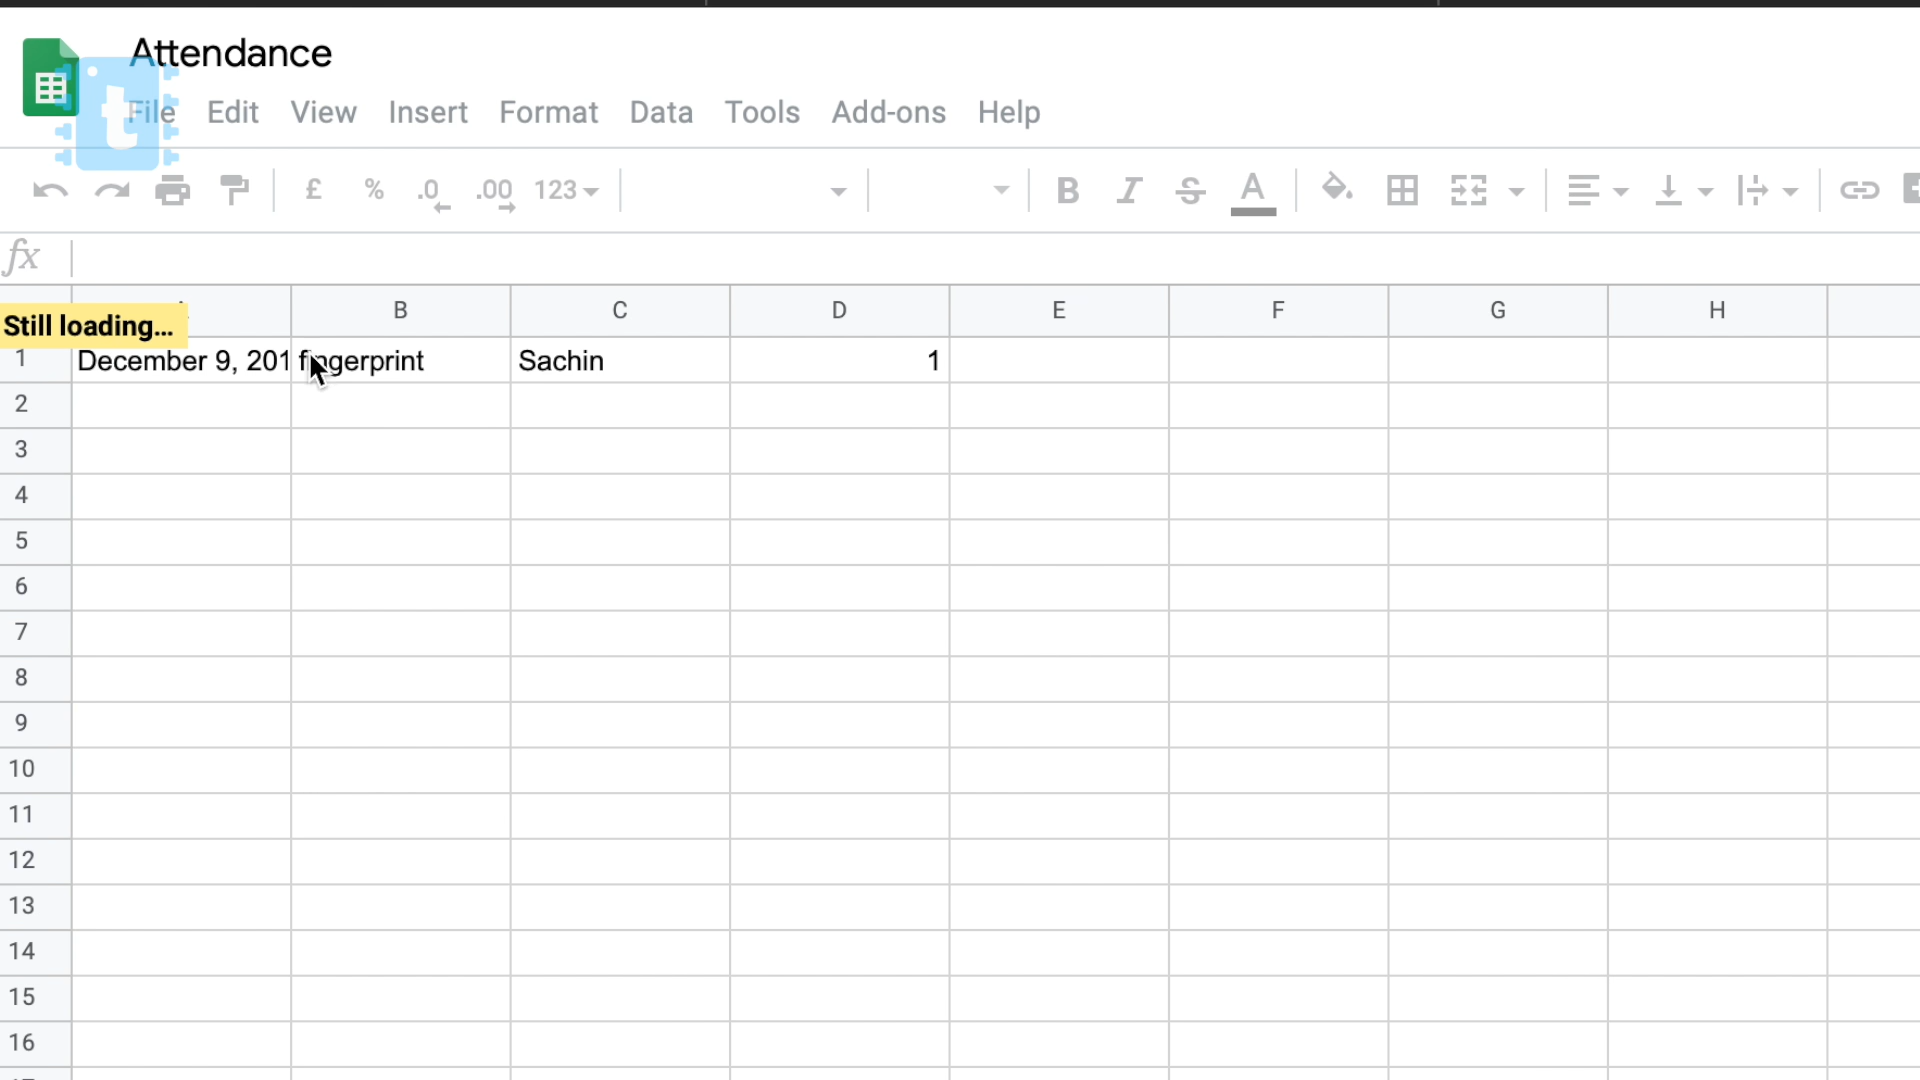 Attendance
t
File Edit View Insert Format Data Tools Add-ons Help
£ % .0 .00 123 B I S A
fx
B C D E F G H
Still loading...
1 December 9, 201 fingerprint Sachin 1
2
3
4
5
6
7
8
9
10
11
12
13
14
15
16